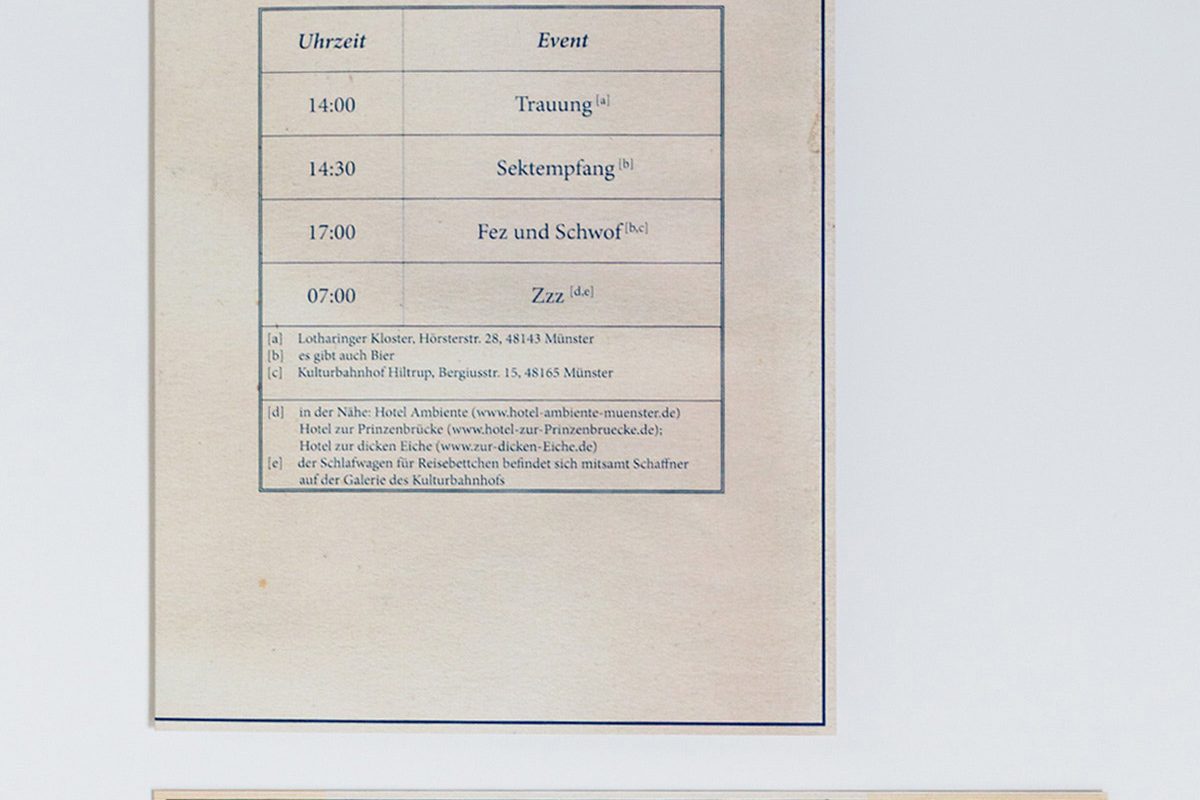 Uhrzeit Event
14:00 Trauung [a]
14:30 Sektempfang [b]
17:00 Fez und Schwof [b,c]
07:00 Zzz [d,e]
[a] Lotharinger Kloster, Hörsterstr. 28, 48143 Münster
[b] es gibt auch Bier
[c] Kulturbahnhof Hiltrup, Bergiusstr. 15, 48165 Münster
[d] in der Nähe: Hotel Ambiente (www.hotel-ambiente-muenster.de)
Hotel zur Prinzenbrücke (www.hotel-zur-Prinzenbruecke.de);
Hotel zur dicken Eiche (www.zur-dicken-Eiche.de)
[e] der Schlafwagen für Reisebettchen befindet sich mitsamt Schaffner
auf der Galerie des Kulturbahnhofs